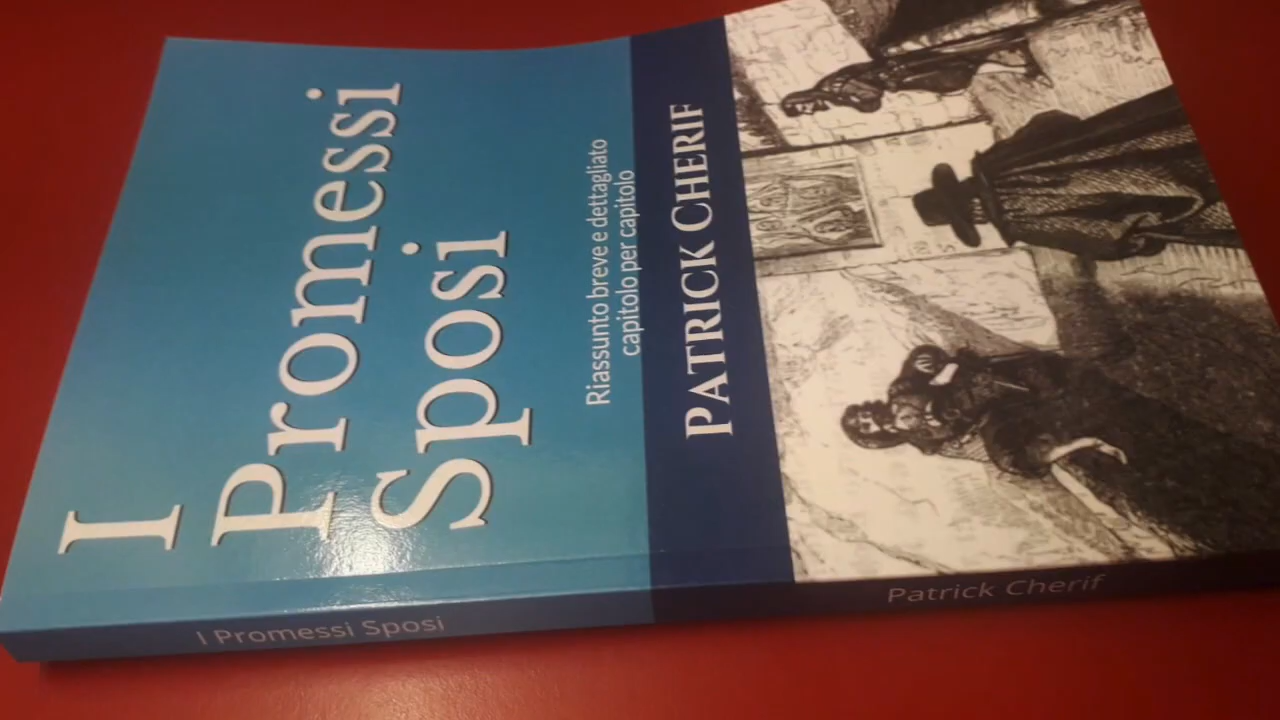 I
Promessi
Sposi
Riassunto breve e dettagliato
capitolo per capitolo
PATRICK CHERIF
I Promessi Sposi
Patrick Cherif